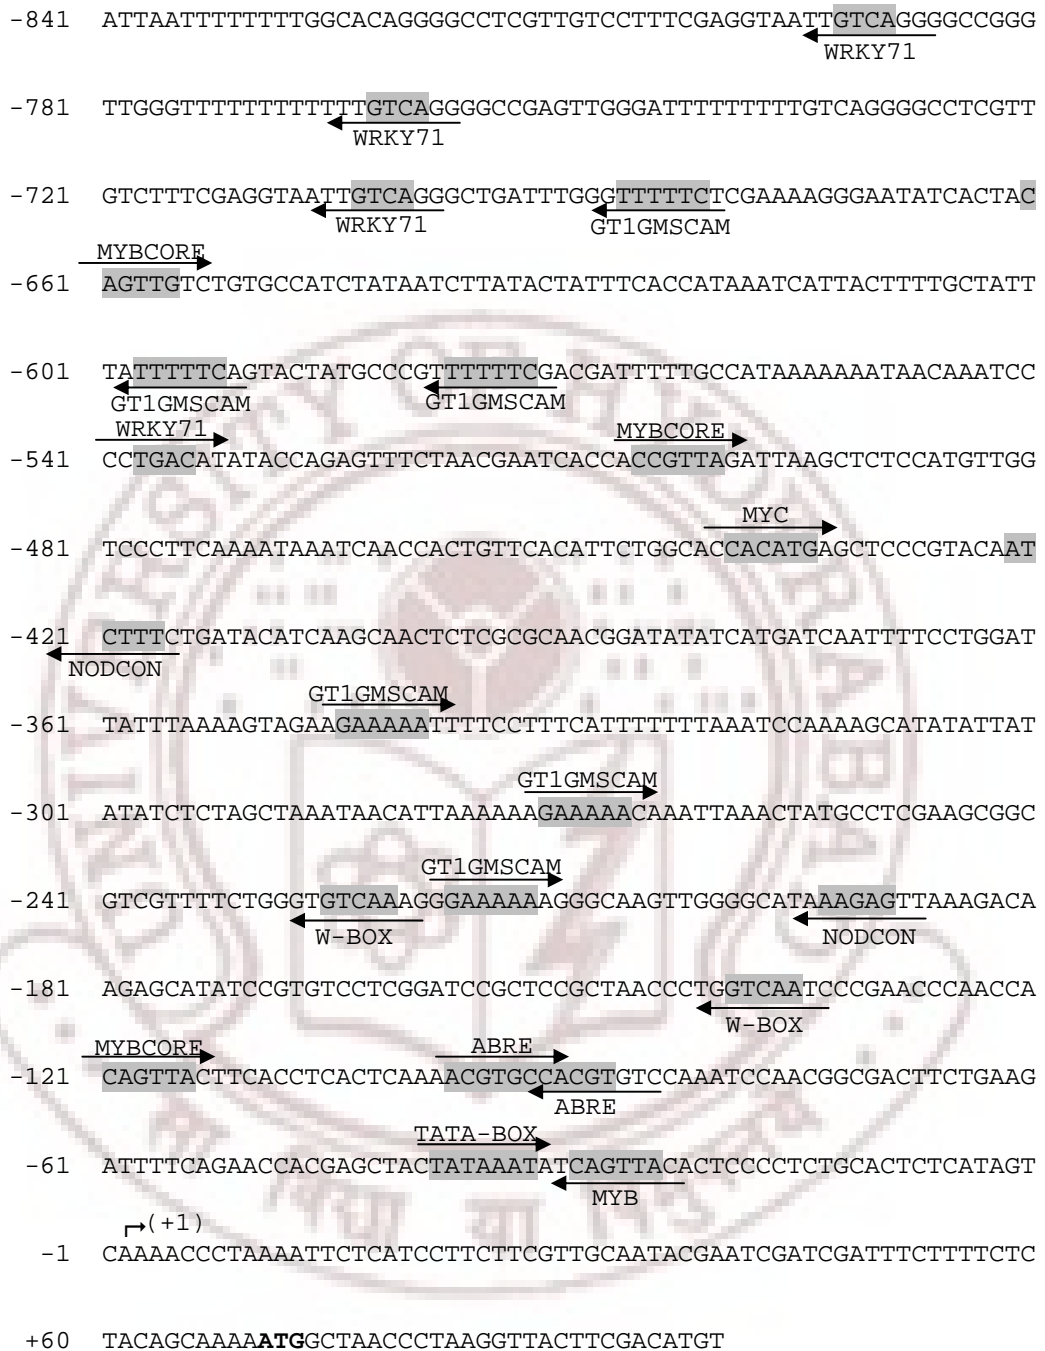 -841 ATTAATTTTTTTTGGCACAGGGGCCTCGTTGTCCTTTCGAGGTAATTGTCAGGGGCCGGG
WRKY71
-781 TTGGGTTTTTTTTTTTTGTCAGGGGCCGAGTTGGGATTTTTTTTTGTCAGGGGCCTCGTT
WRKY71
-721 GTCTTTCGAGGTAATTGTCAGGGCTGATTTGGGTTTTTCTCGAAAAGGGAATATCACTAC
WRKY71 GT1GMSCAM
MYBCORE
-661 AGTTGTCTGTGCCATCTATAATCTTATACTATTTCACCATAAATCATTACTTTTGCTATT
-601 TATTTTTCAGTACTATGCCCGTTTTTTCGACGATTTTTGCCATAAAAAAATAACAAATCC
GT1GMSCAM GT1GMSCAM
WRKY71 MYBCORE
-541 CCTGACATATACCAGAGTTTCTAACGAATCACCACCGTTAGATTAAGCTCTCCATGTTGG
MYC
-481 TCCCTTCAAAATAAATCAACCACTGTTCACATTCTGGCACCACATGAGCTCCCGTACAAT
-421 CTTTCTGATACATCAAGCAACTCTCGCGCAACGGATATATCATGATCAATTTTCCTGGAT
NODCON
GT1GMSCAM
-361 TATTTAAAAGTAGAAGAAAAATTTTCCTTTCATTTTTTTAAATCCAAAAGCATATATTAT
GT1GMSCAM
-301 ATATCTCTAGCTAAATAACATTAAAAAAGAAAAACAAATTAAACTATGCCTCGAAGCGGC
GT1GMSCAM
-241 GTCGTTTTCTGGGTGTCAAAGGGAAAAAAGGGCAAGTTGGGGCATAAAGAGTTAAAGACA
W-BOX NODCON
-181 AGAGCATATCCGTGTCCTCGGATCCGCTCCGCTAACCCTGGTCAATCCCGAACCCAACCA
W-BOX
MYBCORE ABRE
-121 CAGTTACTTCACCTCACTCAAAACGTGCCACGTGTCCAAATCCAACGGCGACTTCTGAAG
ABRE
TATA-BOX
-61 ATTTTCAGAACCACGAGCTACTATAAATATCAGTTACACTCCCCTCTGCACTCTCATAGT
MYB
(+1)
-1 CAAAACCCTAAAATTCTCATCCTTCTTCGTTGCAATACGAATCGATCGATTTCTTTTCTC
+60 TACAGCAAAAATGGCTAACCCTAAGGTTACTTCGACATGT